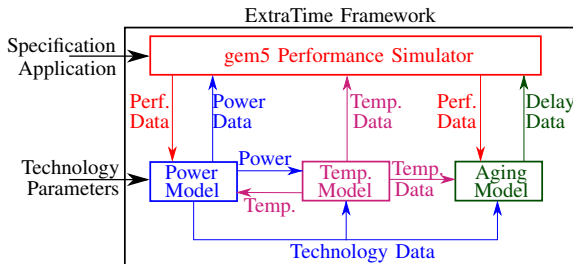 ExtraTime Framework
Specification
Application
gem5 Performance Simulator
Perf.
Data
Power
Data
Temp.
Data
Perf.
Data
Delay
Data
Technology
Parameters
Power
Model
Power
Temp.
Temp.
Model
Temp.
Data
Aging
Model
Technology Data